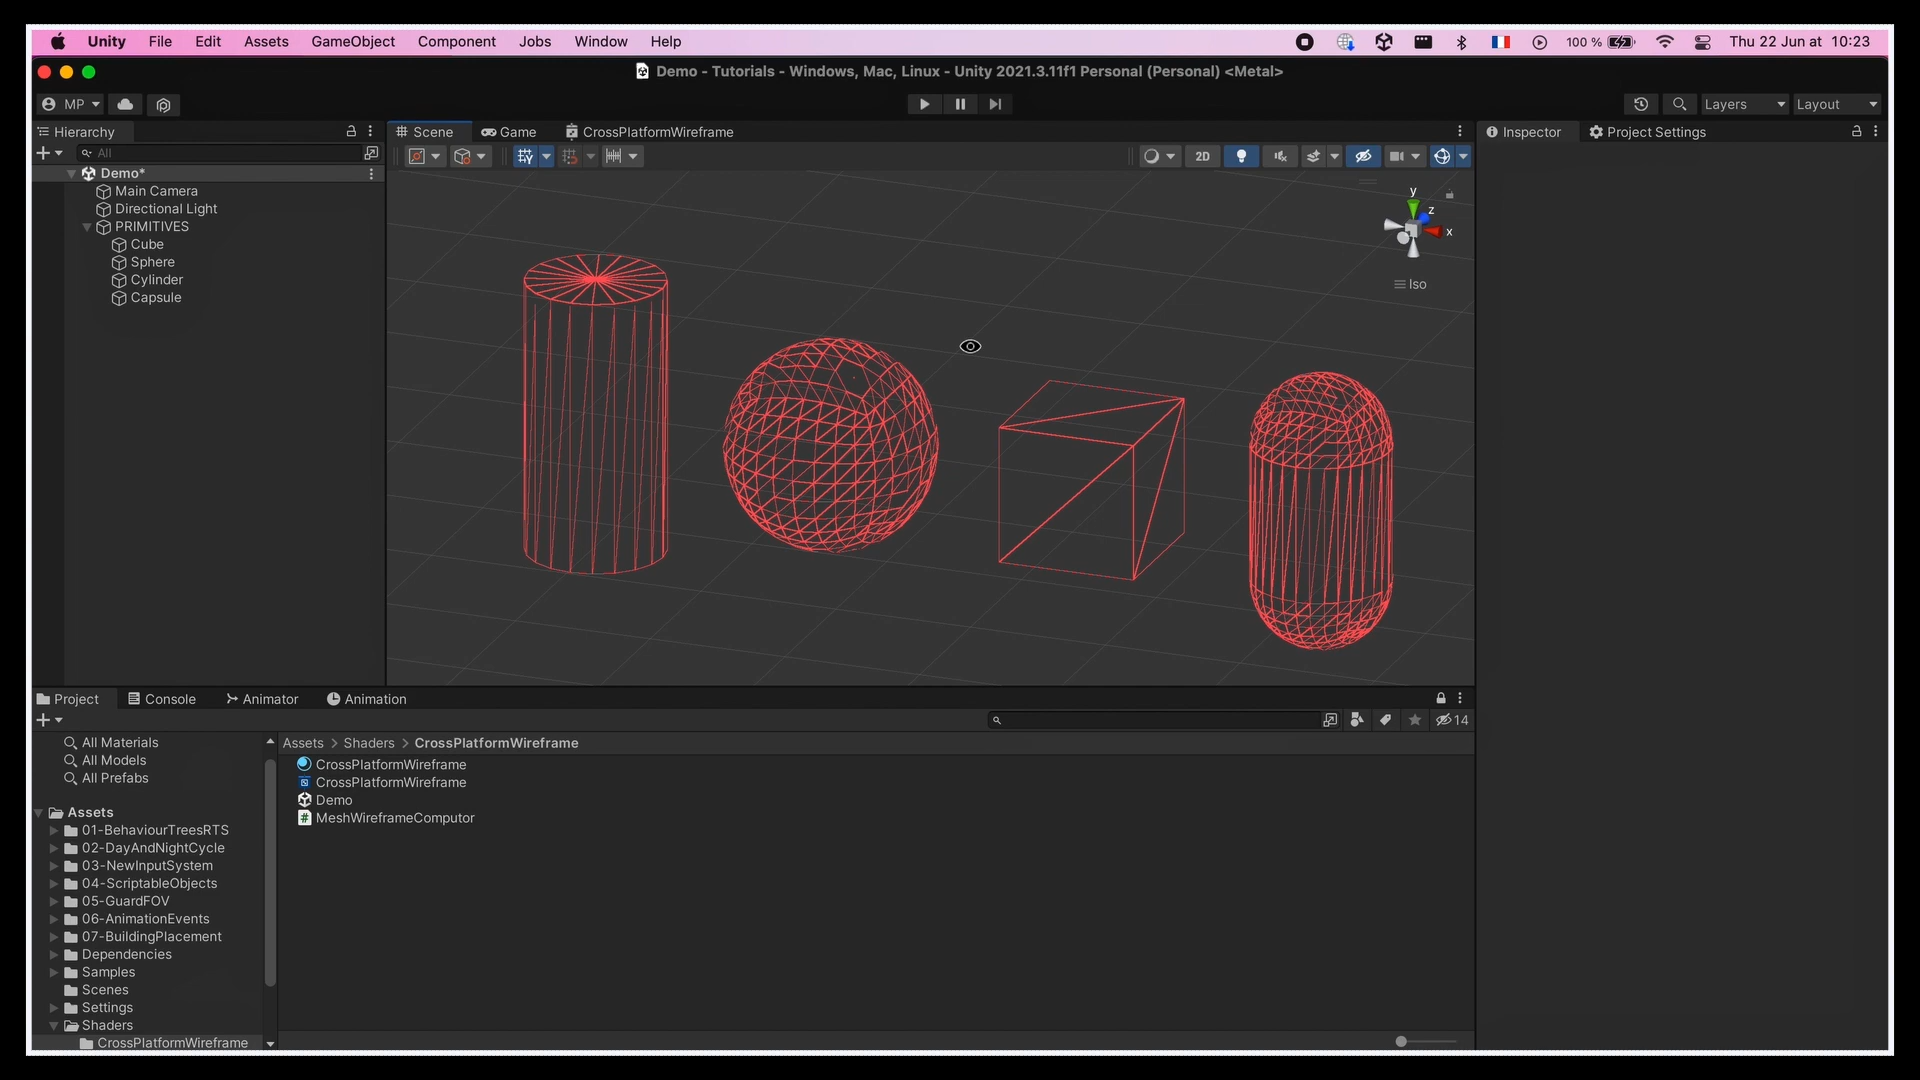 Unity File Edit Assets GameObject Component Jobs Window Help 100 % Thu 22 Jun at 10:23
Demo - Tutorials - Windows, Mac, Linux - Unity 2021.3.11f1 Personal (Personal) <Metal>
MP Layers Layout
Hierarchy Scene Game CrossPlatformWireframe Inspector Project Settings
All 2D
Demo*
Main Camera
Directional Light
PRIMITIVES
Cube
Sphere
Cylinder
Capsule
y
z
x
Iso
Project Console Animator Animation
14
All Materials
All Models
All Prefabs
Assets
01-BehaviourTreesRTS
02-DayAndNightCycle
03-NewInputSystem
04-ScriptableObjects
05-GuardFOV
06-AnimationEvents
07-BuildingPlacement
Dependencies
Samples
Scenes
Settings
Shaders
CrossPlatformWireframe
Assets > Shaders > CrossPlatformWireframe
CrossPlatformWireframe
CrossPlatformWireframe
Demo
MeshWireframeComputor